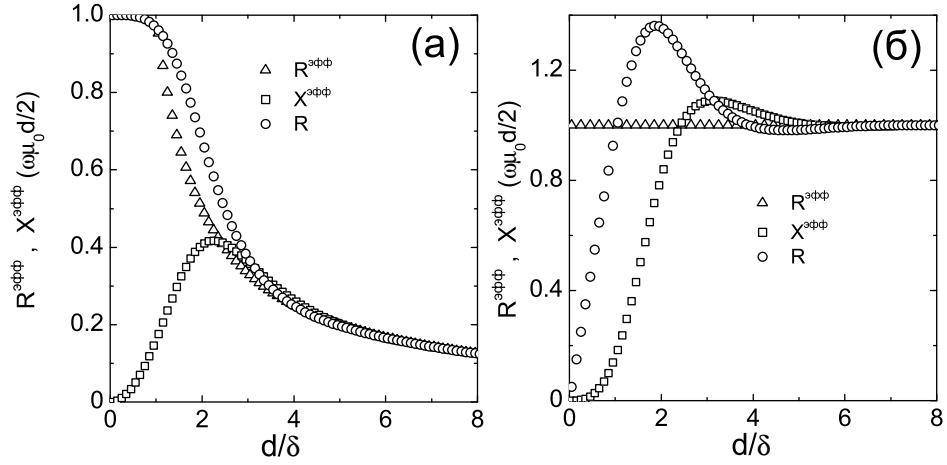 (а)
R^эфф , X^эфф (ωμ₀d/2)
1.0
0.8
0.6
0.4
0.2
0
0 2 4 6 8
d/δ
R^эфф
X^эфф
R
(б)
R^эфф , X^эфф (ωμ₀d/2)
1.2
0.8
0.4
0
0 2 4 6 8
d/δ
R^эфф
X^эфф
R